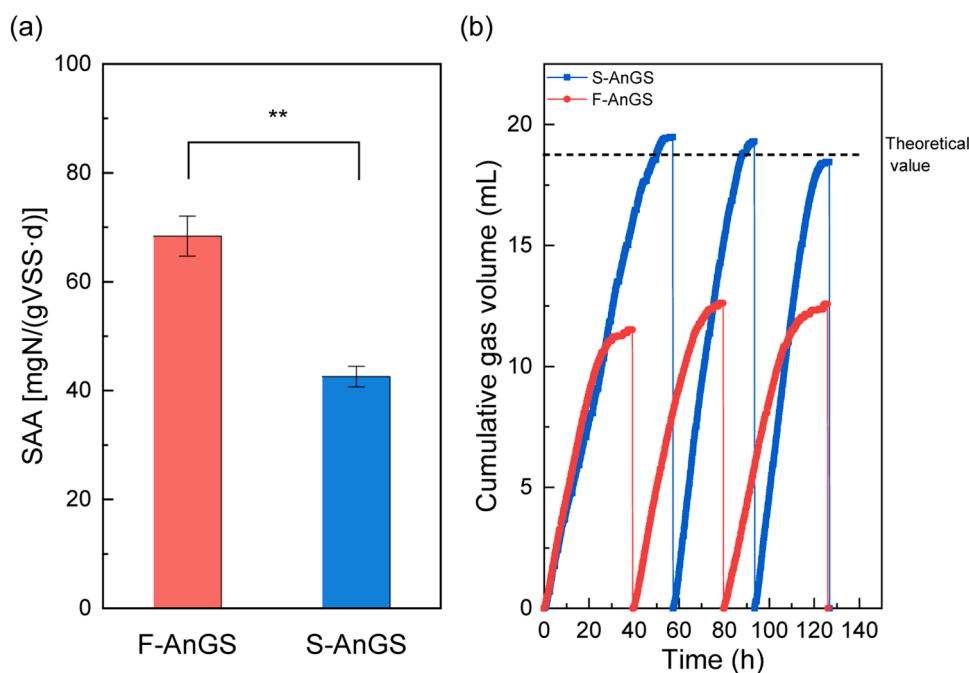 (a)
100
80
60
40
20
0
SAA [mgN/(gVSS·d)]
**
F-AnGS
S-AnGS
(b)
S-AnGS
F-AnGS
Theoretical
value
20
15
10
5
0
Cumulative gas volume (mL)
0 20 40 60 80 100 120 140
Time (h)